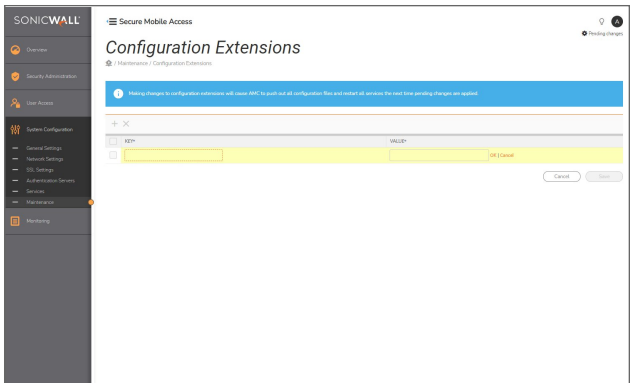 SONICWALL
Secure Mobile Access
A
Pending changes
Configuration Extensions
/ Maintenance / Configuration Extensions
Overview
Security Administration
User Access
System Configuration
General Settings
Network Settings
SSL Settings
Authentication Servers
Services
Maintenance
Monitoring
Making changes to configuration extensions will cause AMC to push out all configuration files and restart all services the next time pending changes are applied
KEY* VALUE*
OK | Cancel
Cancel Save